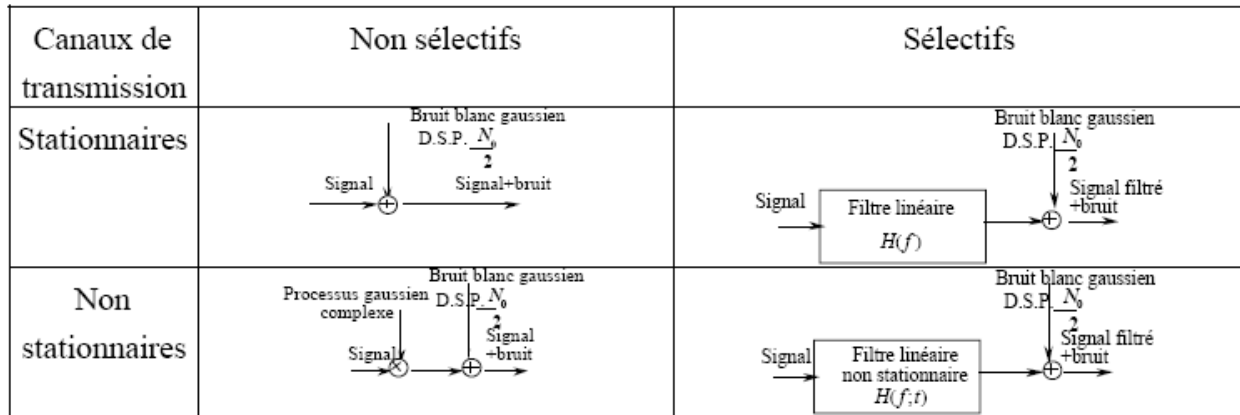 Canaux de
transmission
Non sélectifs
Sélectifs
Stationnaires
Bruit blanc gaussien
D.S.P. N₀
2
Signal
Signal+bruit
Bruit blanc gaussien
D.S.P. N₀
2
Signal
Filtre linéaire
H(f)
Signal filtré
+bruit
Non
stationnaires
Processus gaussien
complexe
Bruit blanc gaussien
D.S.P. N₀
2
Signal
Signal
+bruit
Bruit blanc gaussien
D.S.P. N₀
2
Signal
Filtre linéaire
non stationnaire
H(f;t)
Signal filtré
+bruit